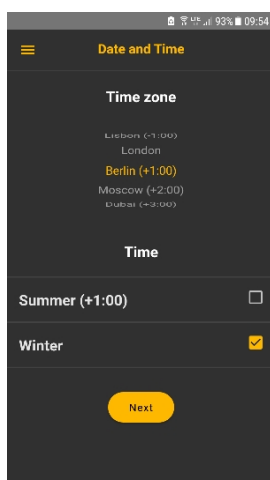 93% 09:54
Date and Time
Time zone
Lisbon (-1:00)
London
Berlin (+1:00)
Moscow (+2:00)
Dubai (+3:00)
Time
Summer (+1:00)
Winter
Next